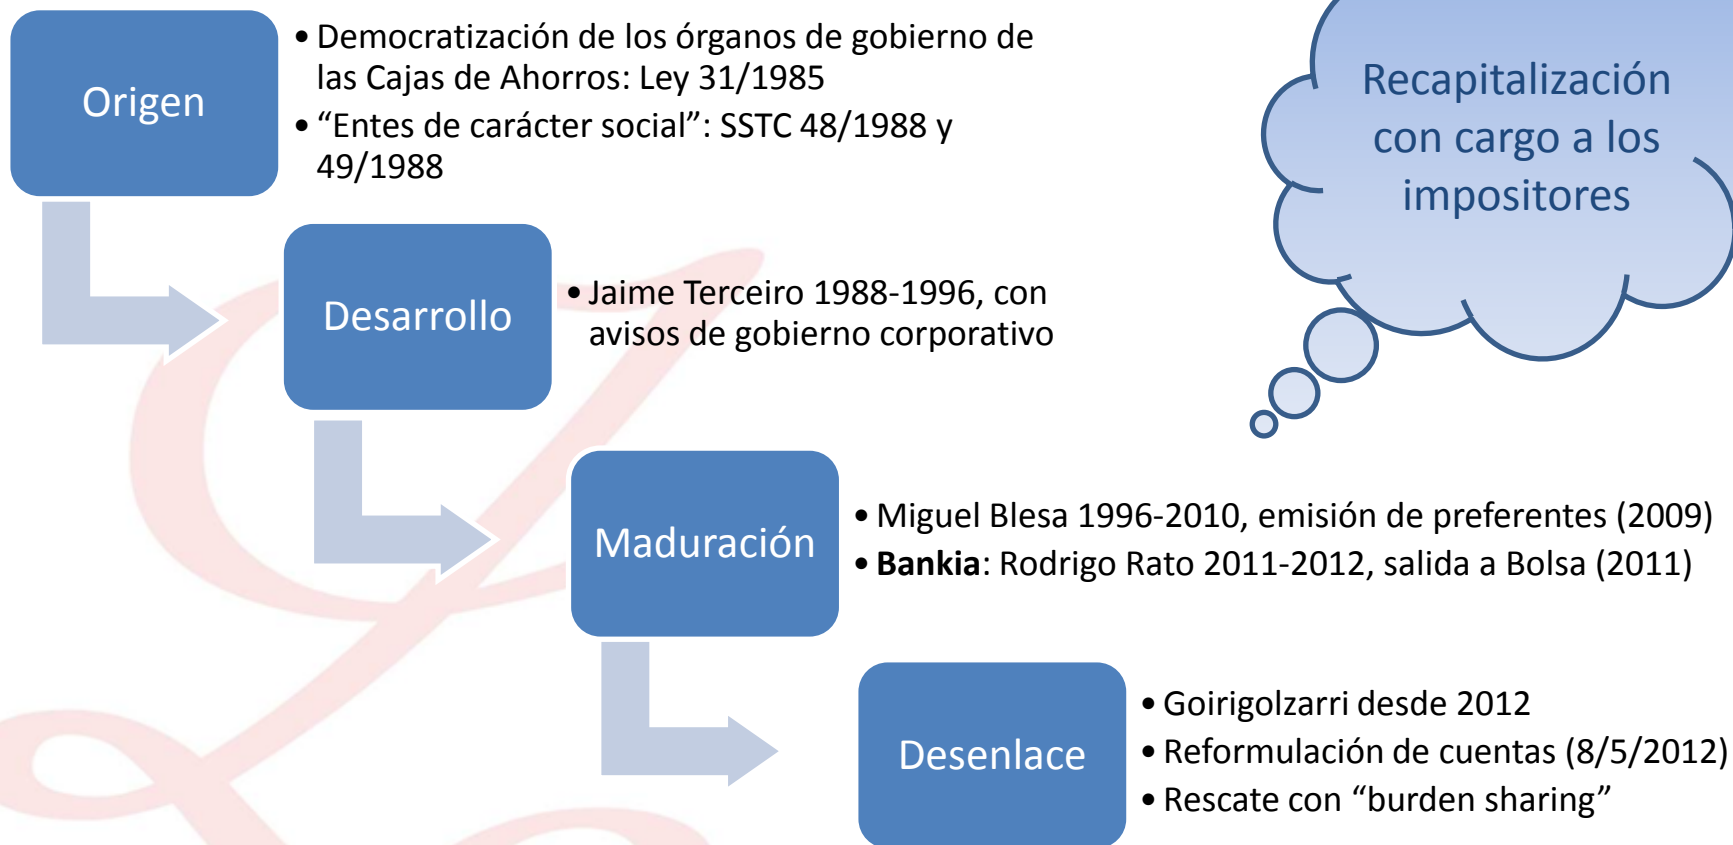 Origen
• Democratización de los órganos de gobierno de
las Cajas de Ahorros: Ley 31/1985
• “Entes de carácter social”: SSTC 48/1988 y
49/1988
Recapitalización
con cargo a los
impositores
Desarrollo
• Jaime Terceiro 1988-1996, con
avisos de gobierno corporativo
Maduración
• Miguel Blesa 1996-2010, emisión de preferentes (2009)
• Bankia: Rodrigo Rato 2011-2012, salida a Bolsa (2011)
Desenlace
• Goirigolzarri desde 2012
• Reformulación de cuentas (8/5/2012)
• Rescate con “burden sharing”